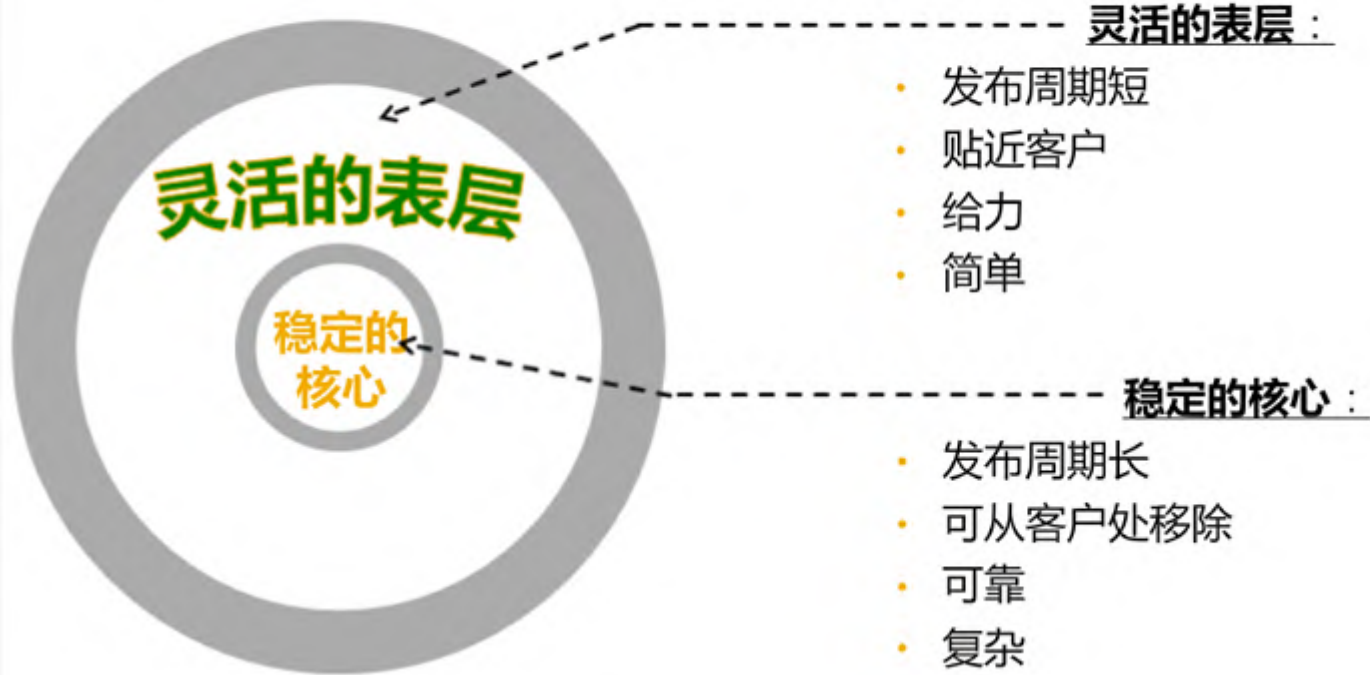 灵活的表层：
• 发布周期短
• 贴近客户
• 给力
• 简单
灵活的表层
稳定的
核心
稳定的核心：
• 发布周期长
• 可从客户处移除
• 可靠
• 复杂